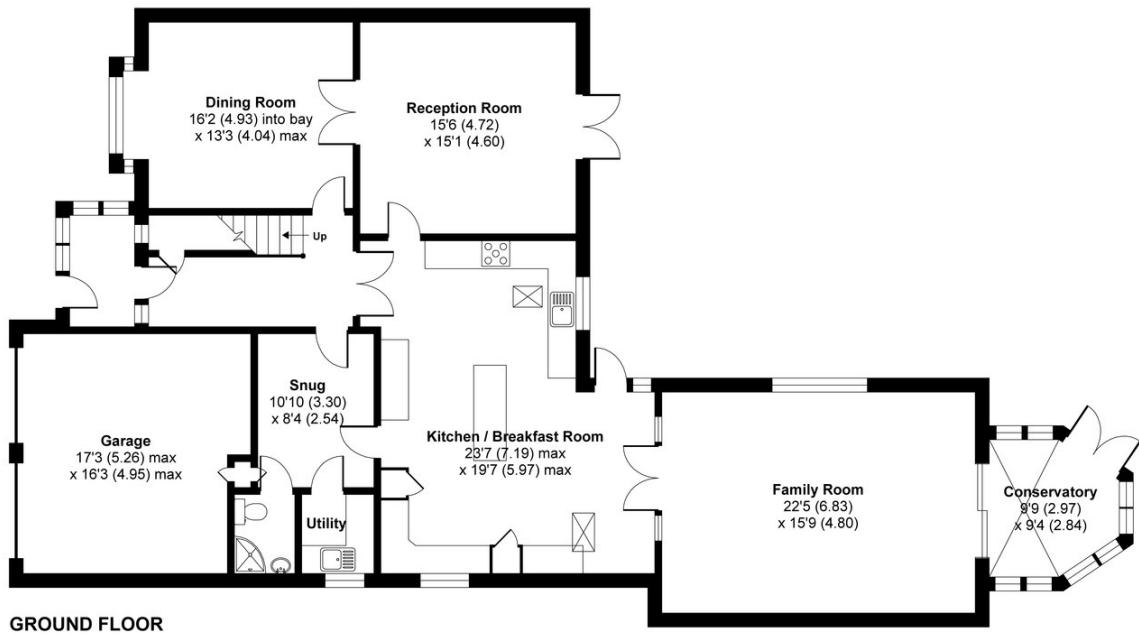 Dining Room
16'2 (4.93) into bay
x 13'3 (4.04) max
Reception Room
15'6 (4.72)
x 15'1 (4.60)
Up
Snug
10'10 (3.30)
x 8'4 (2.54)
Garage
17'3 (5.26) max
x 16'3 (4.95) max
Kitchen / Breakfast Room
23'7 (7.19) max
x 19'7 (5.97) max
Utility
Family Room
22'5 (6.83)
x 15'9 (4.80)
Conservatory
9'9 (2.97)
x 9'4 (2.84)
GROUND FLOOR